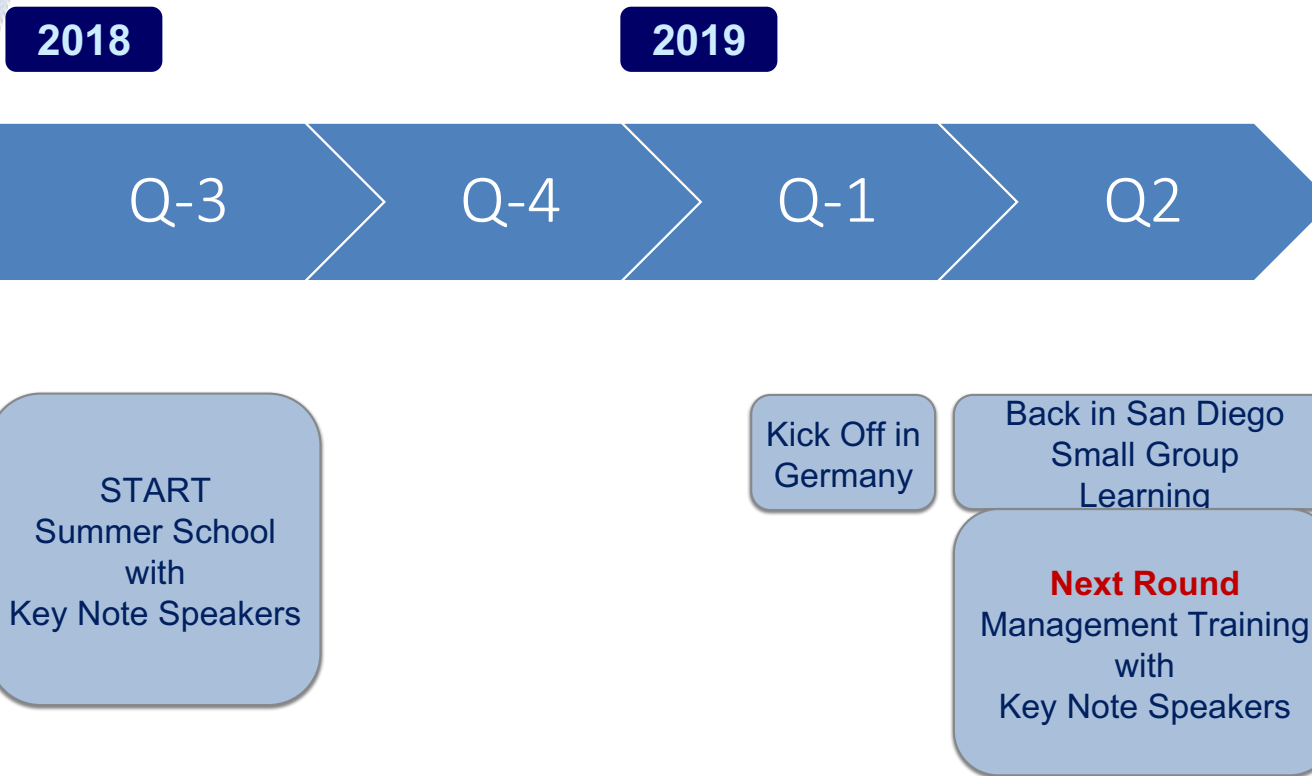 2018
2019
Q-3
Q-4
Q-1
Q2
START
Summer School
with
Key Note Speakers
Kick Off in
Germany
Back in San Diego
Small Group
Learning
Next Round
Management Training
with
Key Note Speakers